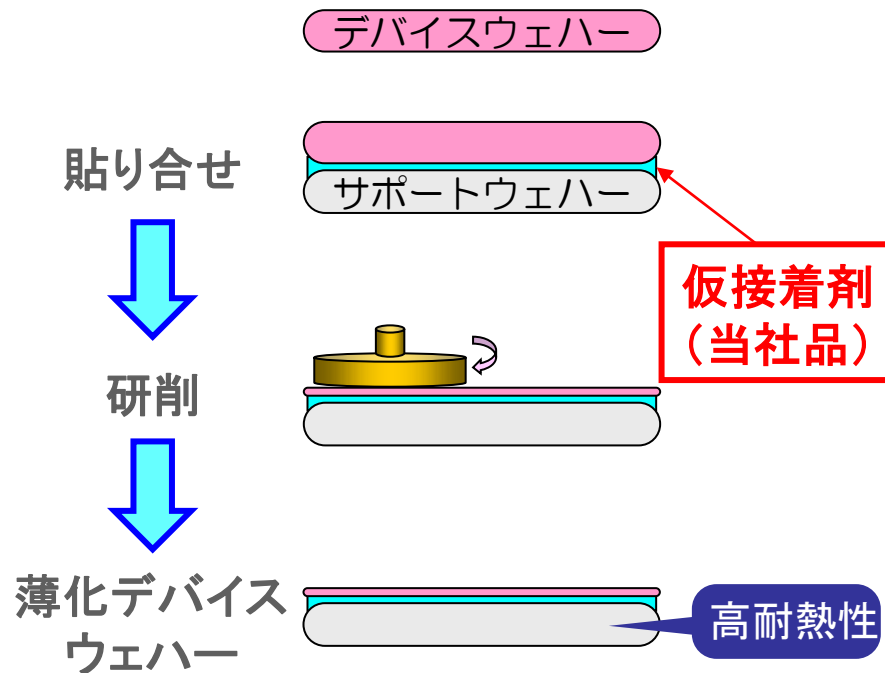 デバイスウェハー
貼り合せ
サポートウェハー
仮接着剤
（当社品）
研削
薄化デバイス
ウェハー
高耐熱性